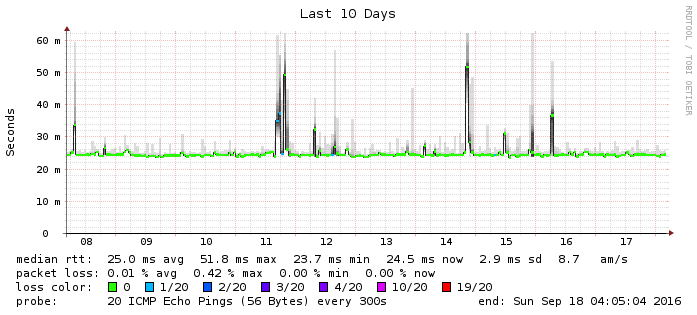 Last 10 Days
RRDTOOL / TOBI OETIKER
Seconds
60 m
50 m
40 m
30 m
20 m
10 m
0
08 09 10 11 12 13 14 15 16 17
median rtt: 25.0 ms avg 51.8 ms max 23.7 ms min 24.5 ms now 2.9 ms sd 8.7 am/s
packet loss: 0.01 % avg 0.42 % max 0.00 % min 0.00 % now
loss color: 0 1/20 2/20 3/20 4/20 10/20 19/20
probe: 20 ICMP Echo Pings (56 Bytes) every 300s end: Sun Sep 18 04:05:04 2016